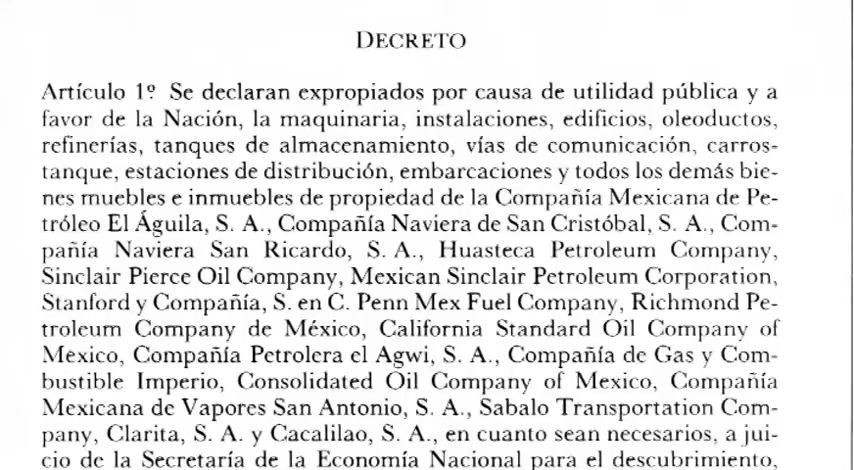 DECRETO
Artículo 1º Se declaran expropiados por causa de utilidad pública y a
favor de la Nación, la maquinaria, instalaciones, edificios, oleoductos,
refinerías, tanques de almacenamiento, vías de comunicación, carros-
tanque, estaciones de distribución, embarcaciones y todos los demás bie-
nes muebles e inmuebles de propiedad de la Compañía Mexicana de Pe-
tróleo El Águila, S. A., Compañía Naviera de San Cristóbal, S. A., Com-
pañía Naviera San Ricardo, S. A., Huasteca Petroleum Company,
Sinclair Pierce Oil Company, Mexican Sinclair Petroleum Corporation,
Stanford y Compañía, S. en C. Penn Mex Fuel Company, Richmond Pe-
troleum Company de México, California Standard Oil Company of
Mexico, Compañía Petrolera el Agwi, S. A., Compañía de Gas y Com-
bustible Imperio, Consolidated Oil Company of Mexico, Compañía
Mexicana de Vapores San Antonio, S. A., Sabalo Transportation Com-
pany, Clarita, S. A. y Cacalilao, S. A., en cuanto sean necesarios, a jui-
cio de la Secretaría de la Economía Nacional para el descubrimiento,